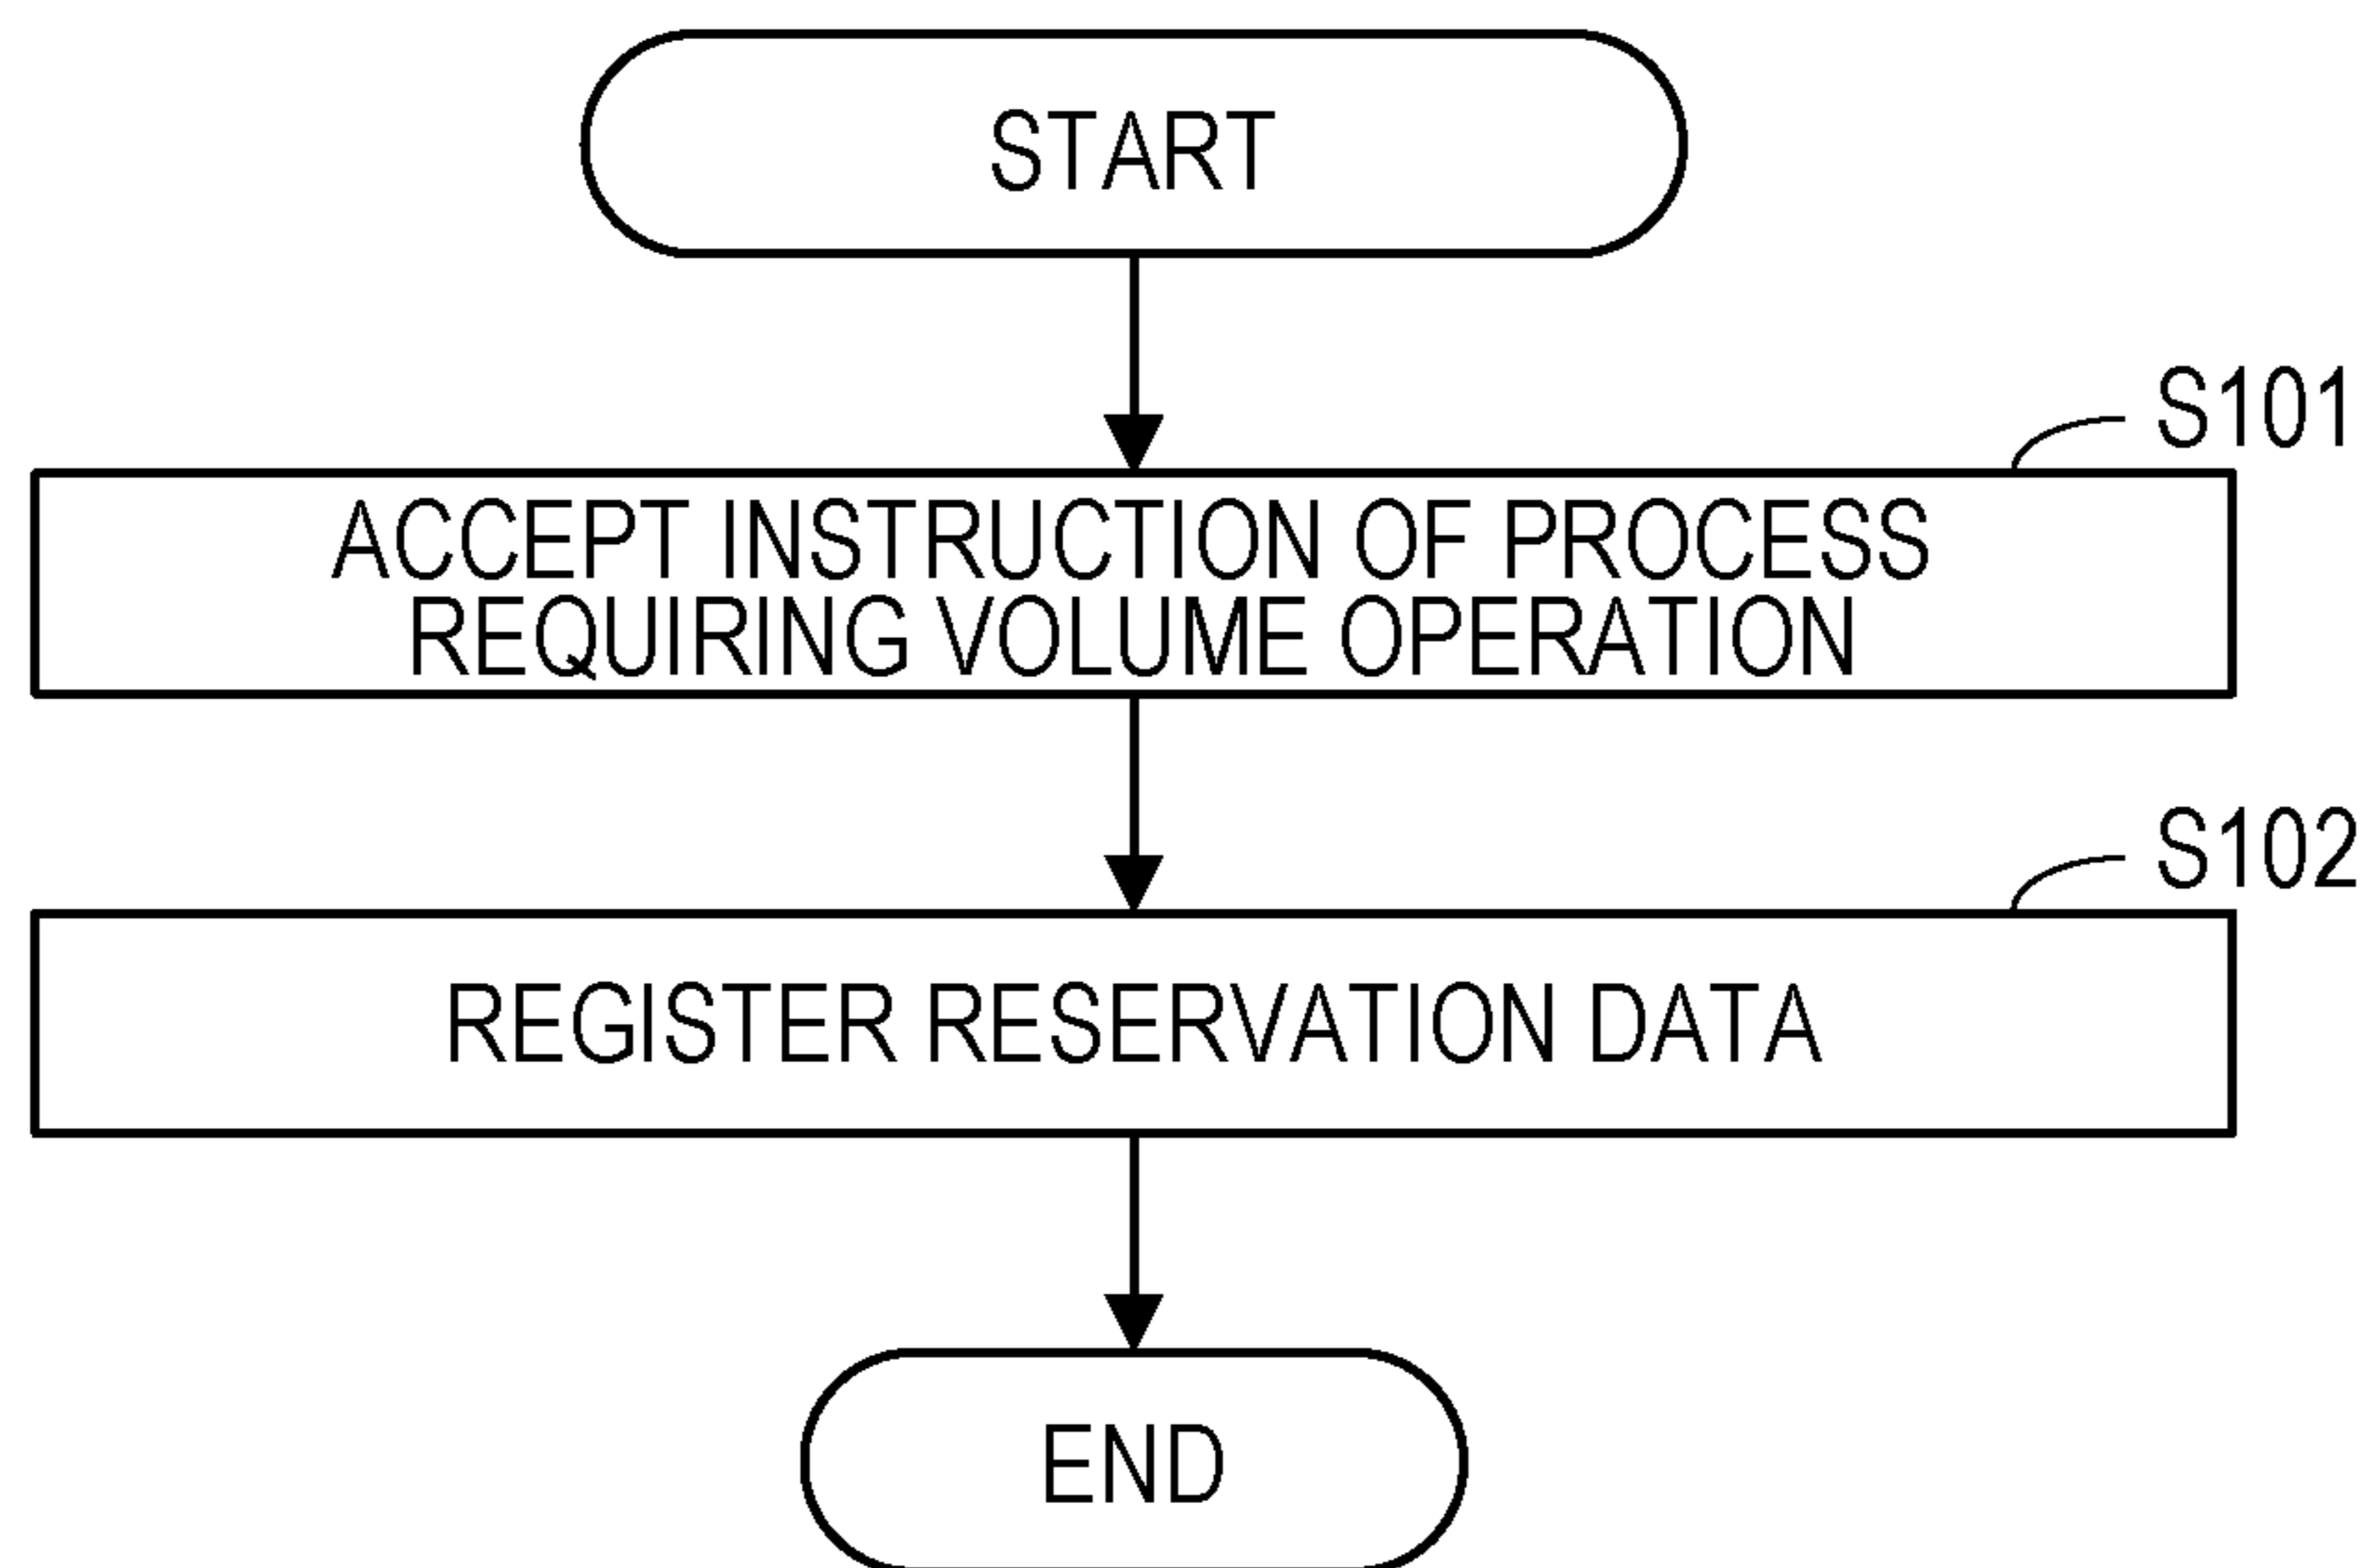 START
S101
ACCEPT INSTRUCTION OF PROCESS
REQUIRING VOLUME OPERATION
S102
REGISTER RESERVATION DATA
END